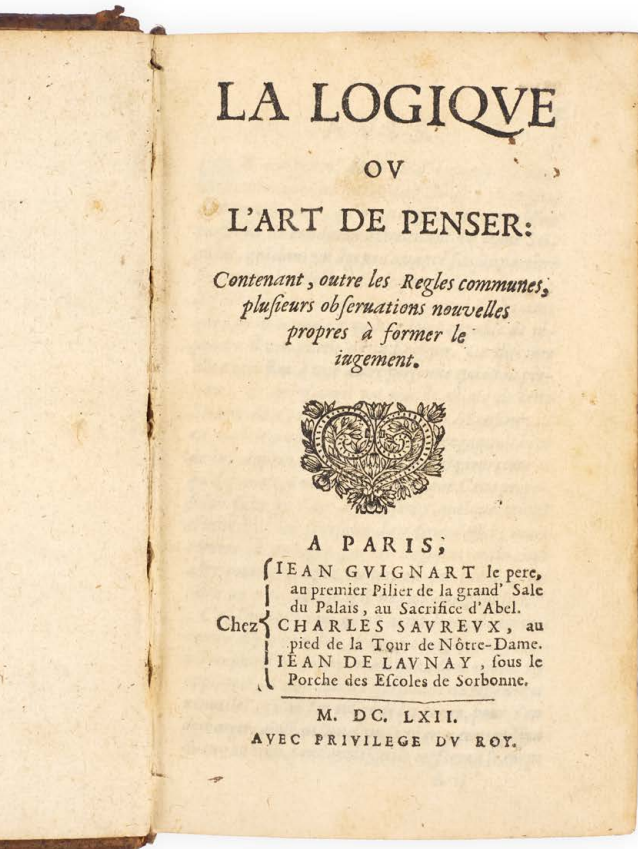 LA LOGIQVE
OV
L'ART DE PENSER:
Contenant, outre les Regles communes,
pluſieurs obſeruations nouvelles
propres à former le
iugement.
A PARIS,
IEAN GVIGNART le pere,
au premier Pilier de la grand' Sale
du Palais, au Sacrifice d'Abel.
Chez CHARLES SAVREVX, au
pied de la Tour de Nôtre-Dame.
IEAN DE LAVNAY, ſous le
Porche des Eſcoles de Sorbonne.
M. DC. LXII.
AVEC PRIVILEGE DV ROY.